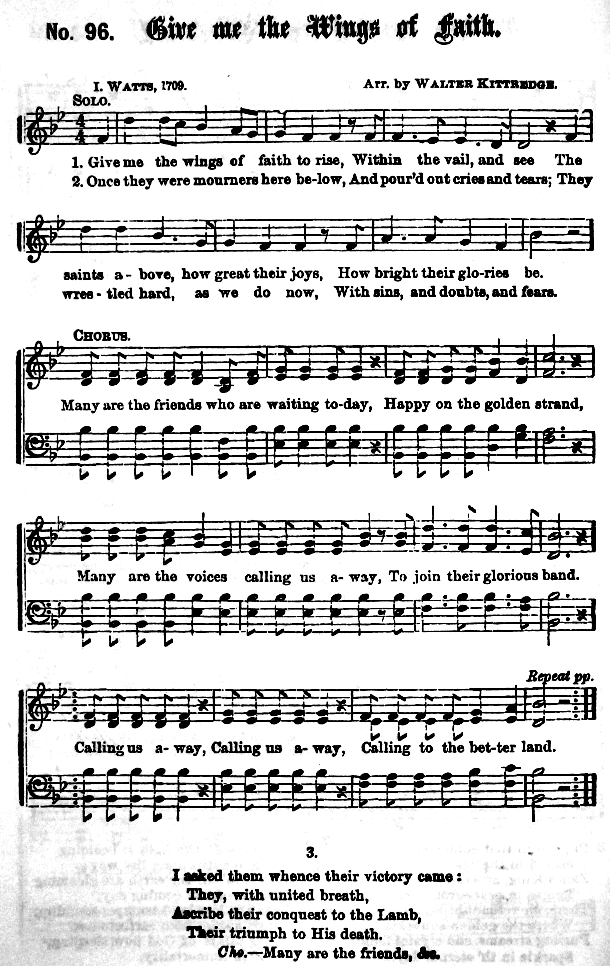 No. 96. Give me the Wings of Faith.
I. WATTS, 1709. Arr. by WALTER KITTREDGE.
SOLO.
1. Give me the wings of faith to rise, Within the vail, and see The
2. Once they were mourners here be-low, And pour'd out cries and tears; They
saints a - bove, how great their joys, How bright their glo-ries be.
wres - tled hard, as we do now, With sins, and doubts, and fears.
CHORUS.
Many are the friends who are waiting to-day, Happy on the golden strand,
Many are the voices calling us a-way, To join their glorious band.
Repeat pp.
Calling us a-way, Calling us a-way, Calling to the bet-ter land.
3.
I asked them whence their victory came:
They, with united breath,
Ascribe their conquest to the Lamb,
Their triumph to His death.
Cho.—Many are the friends, &c.